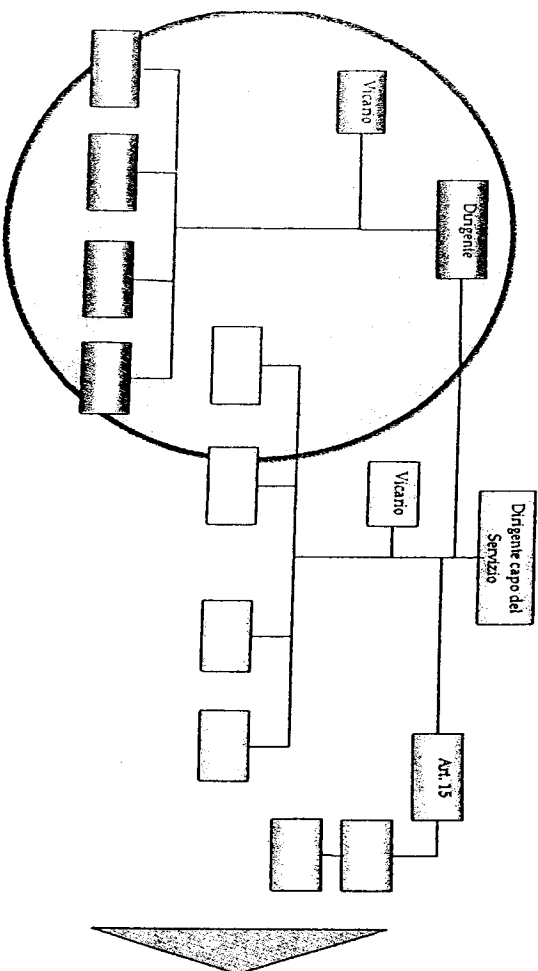 Dirigente capo del
Servizio
Dirigente
Art. 15
Vicario
Vicario